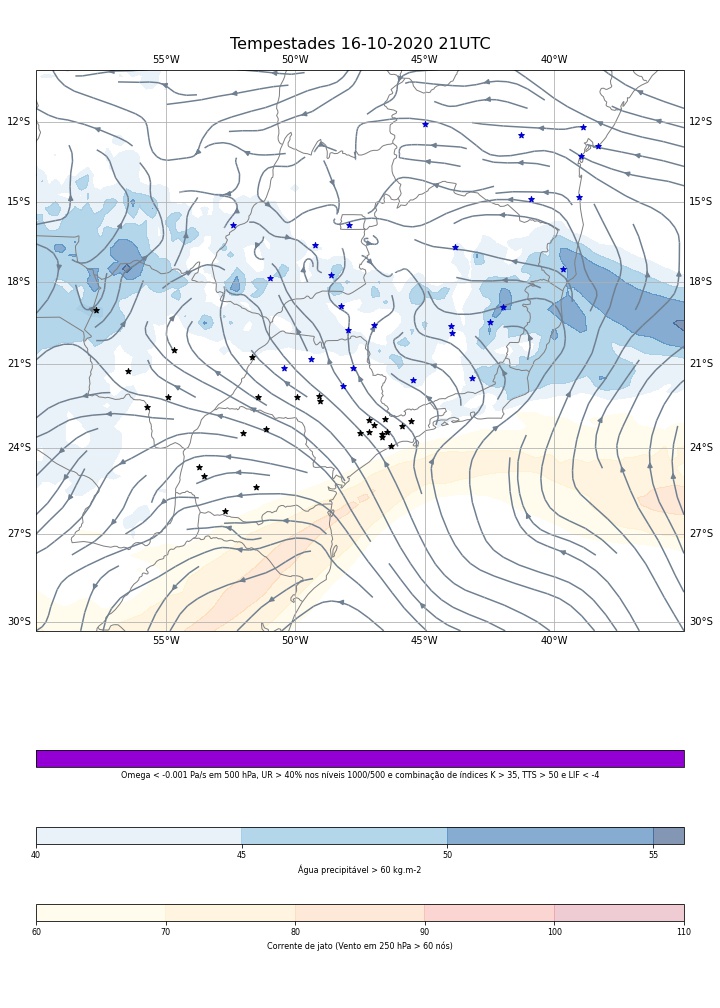 Tempestades 16-10-2020 21UTC
55°W 50°W 45°W 40°W
12°S 12°S
15°S 15°S
18°S 18°S
21°S 21°S
24°S 24°S
27°S 27°S
30°S 30°S
55°W 50°W 45°W 40°W
Omega < -0.001 Pa/s em 500 hPa, UR > 40% nos níveis 1000/500 e combinação de índices K > 35, TTS > 50 e LIF < -4
40 45 50 55
Água precipitável > 60 kg.m-2
60 70 80 90 100 110
Corrente de jato (Vento em 250 hPa > 60 nós)